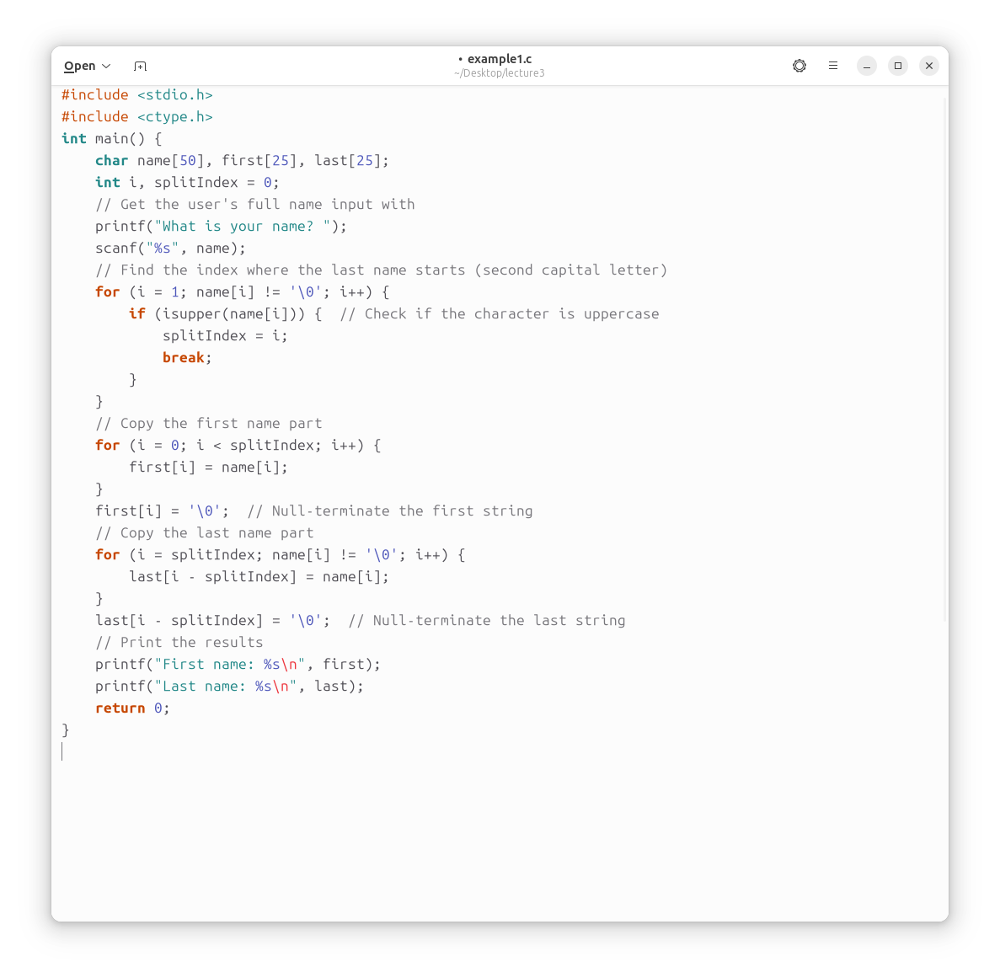 Open
• example1.c
~/Desktop/lecture3
#include <stdio.h>
#include <ctype.h>
int main() {
    char name[50], first[25], last[25];
    int i, splitIndex = 0;
    // Get the user's full name input with
    printf("What is your name? ");
    scanf("%s", name);
    // Find the index where the last name starts (second capital letter)
    for (i = 1; name[i] != '\0'; i++) {
        if (isupper(name[i])) {  // Check if the character is uppercase
            splitIndex = i;
            break;
        }
    }
    // Copy the first name part
    for (i = 0; i < splitIndex; i++) {
        first[i] = name[i];
    }
    first[i] = '\0';  // Null-terminate the first string
    // Copy the last name part
    for (i = splitIndex; name[i] != '\0'; i++) {
        last[i - splitIndex] = name[i];
    }
    last[i - splitIndex] = '\0';  // Null-terminate the last string
    // Print the results
    printf("First name: %s\n", first);
    printf("Last name: %s\n", last);
    return 0;
}